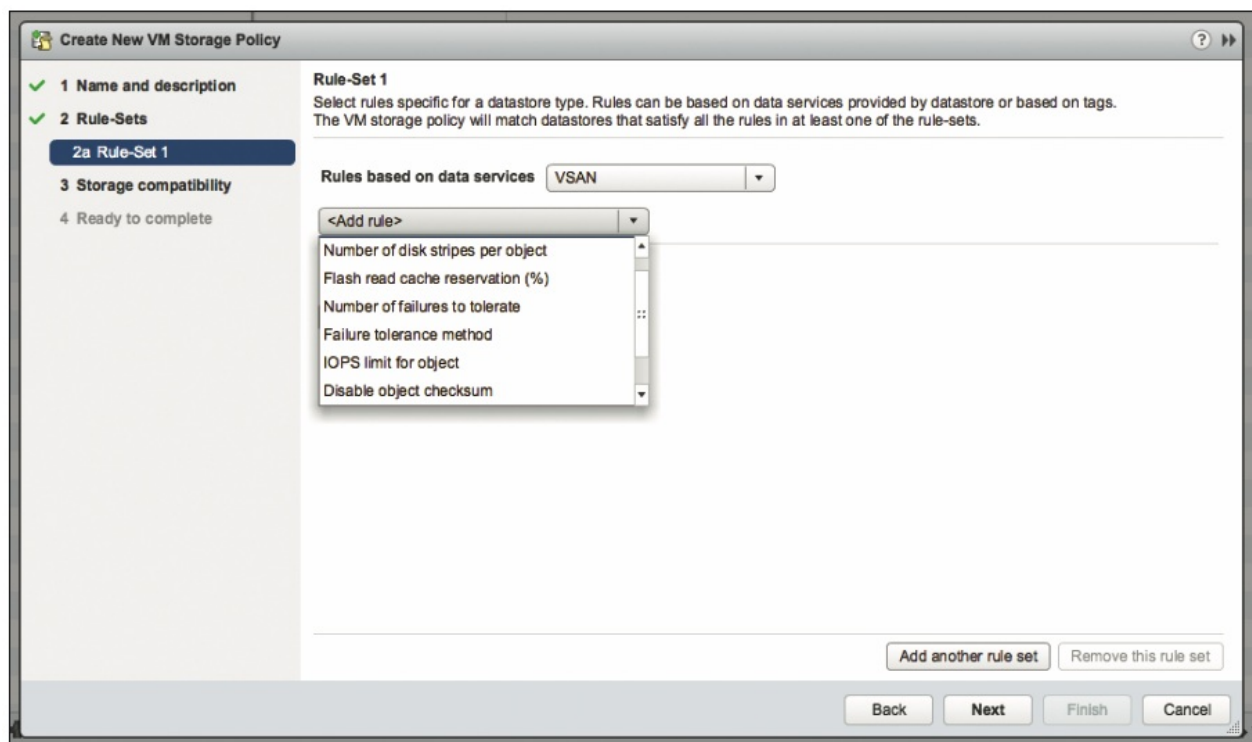 Create New VM Storage Policy
?
1 Name and description
2 Rule-Sets
2a Rule-Set 1
3 Storage compatibility
4 Ready to complete
Rule-Set 1
Select rules specific for a datastore type. Rules can be based on data services provided by datastore or based on tags.
The VM storage policy will match datastores that satisfy all the rules in at least one of the rule-sets.
Rules based on data services VSAN
<Add rule>
Number of disk stripes per object
Flash read cache reservation (%)
Number of failures to tolerate
Failure tolerance method
IOPS limit for object
Disable object checksum
Add another rule set Remove this rule set
Back Next Finish Cancel